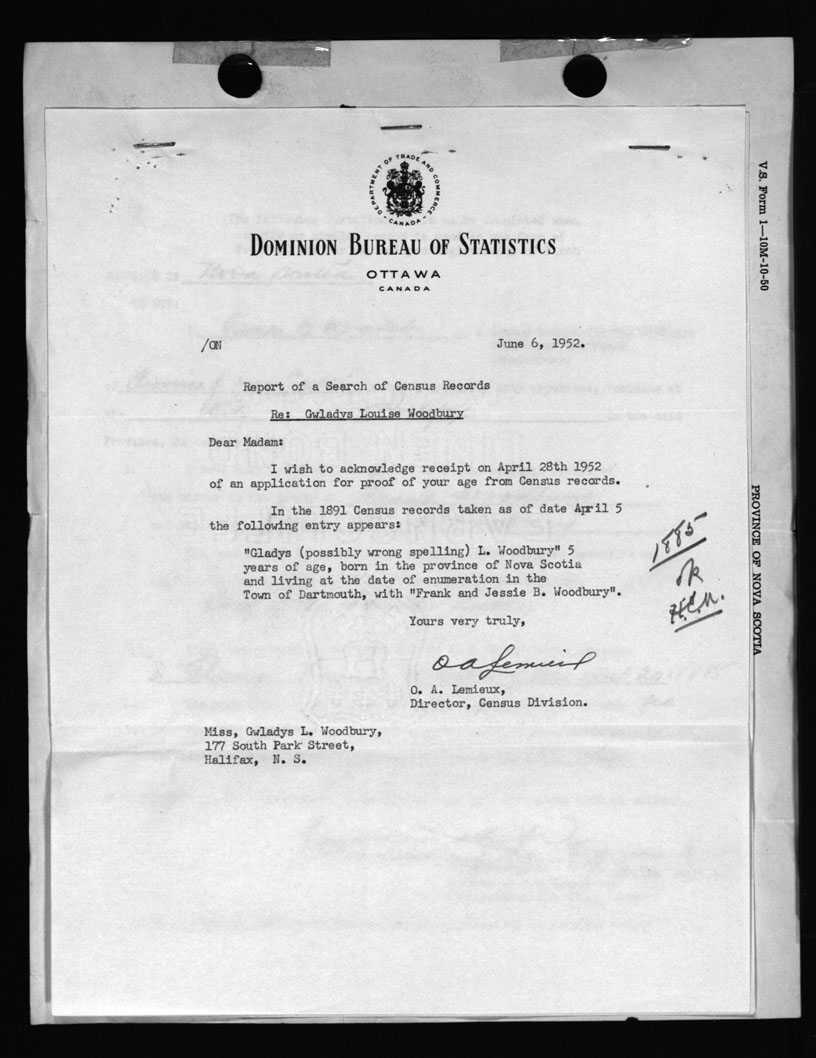 DEPARTMENT OF TRADE AND COMMERCE
- CANADA -
DOMINION BUREAU OF STATISTICS
OTTAWA
CANADA
/ON
June 6, 1952.
Report of a Search of Census Records
Re: Gwladys Louise Woodbury
Dear Madam:
I wish to acknowledge receipt on April 28th 1952
of an application for proof of your age from Census records.
In the 1891 Census records taken as of date April 5
the following entry appears:
"Gladys (possibly wrong spelling) L. Woodbury" 5
years of age, born in the province of Nova Scotia
and living at the date of enumeration in the
Town of Dartmouth, with "Frank and Jessie B. Woodbury".
1885
ok
H.C.M.
Yours very truly,
O A Lemieux
O. A. Lemieux,
Director, Census Division.
Miss, Gwladys L. Woodbury,
177 South Park Street,
Halifax, N. S.
V.S. Form 1—10M-10-50
PROVINCE OF NOVA SCOTIA